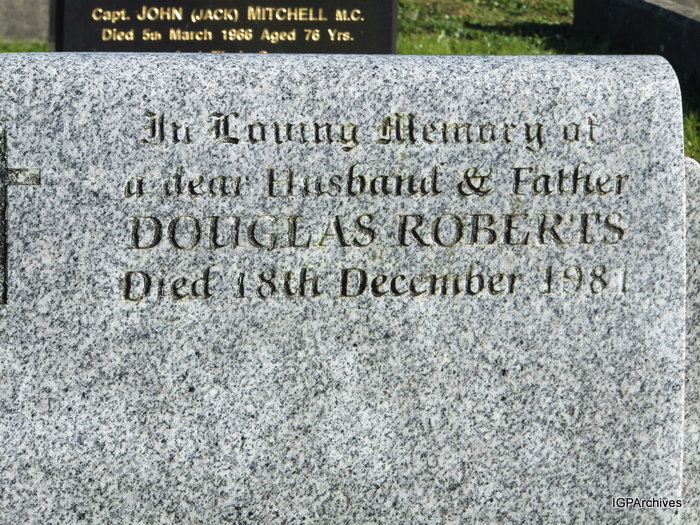 Capt. JOHN (JACK) MITCHELL M.C.
Died 5th March 1966 Aged 76 Yrs.
In Loving Memory of
a dear Husband & Father
DOUGLAS ROBERTS
Died 18th December 1981
IGPArchives